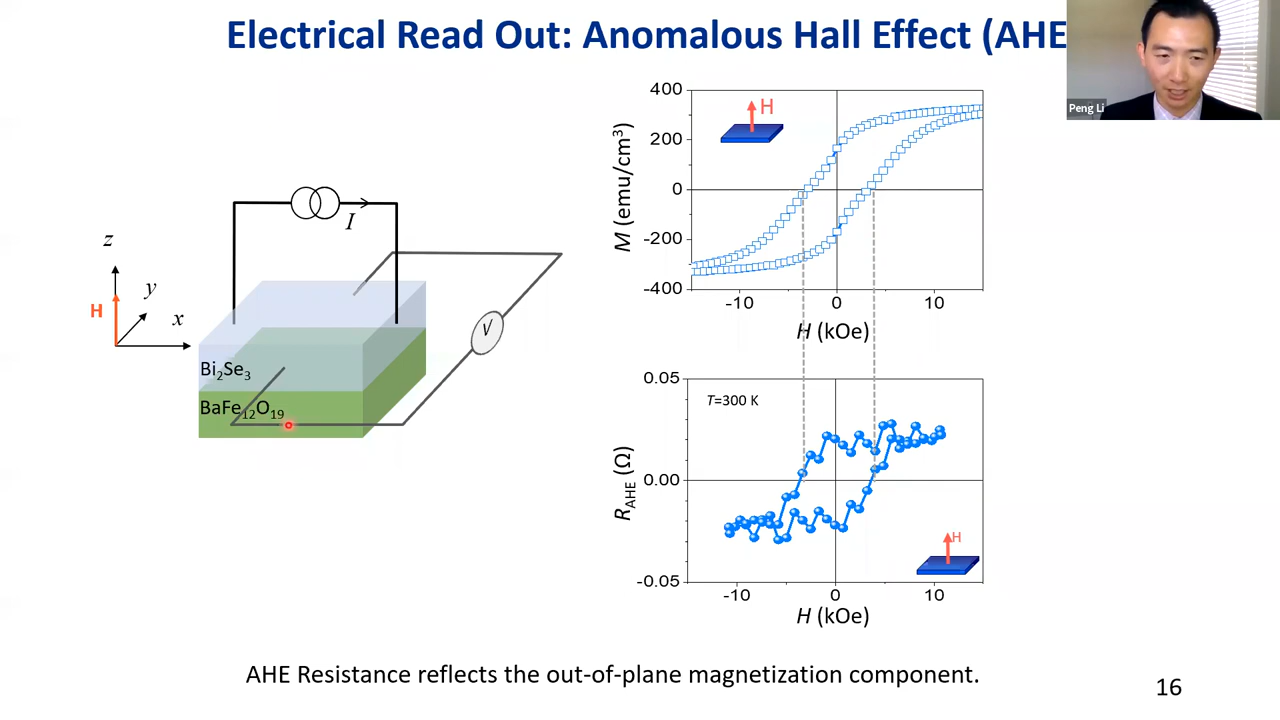 Electrical Read Out: Anomalous Hall Effect (AHE
Peng Li
I
z
y
H
x
V
Bi2Se3
BaFe12O19
400
200
0
-200
-400
M (emu/cm³)
H
-10
0
10
H (kOe)
0.05
0.00
-0.05
T=300 K
RAHE (Ω)
H
-10
0
10
H (kOe)
AHE Resistance reflects the out-of-plane magnetization component.
16